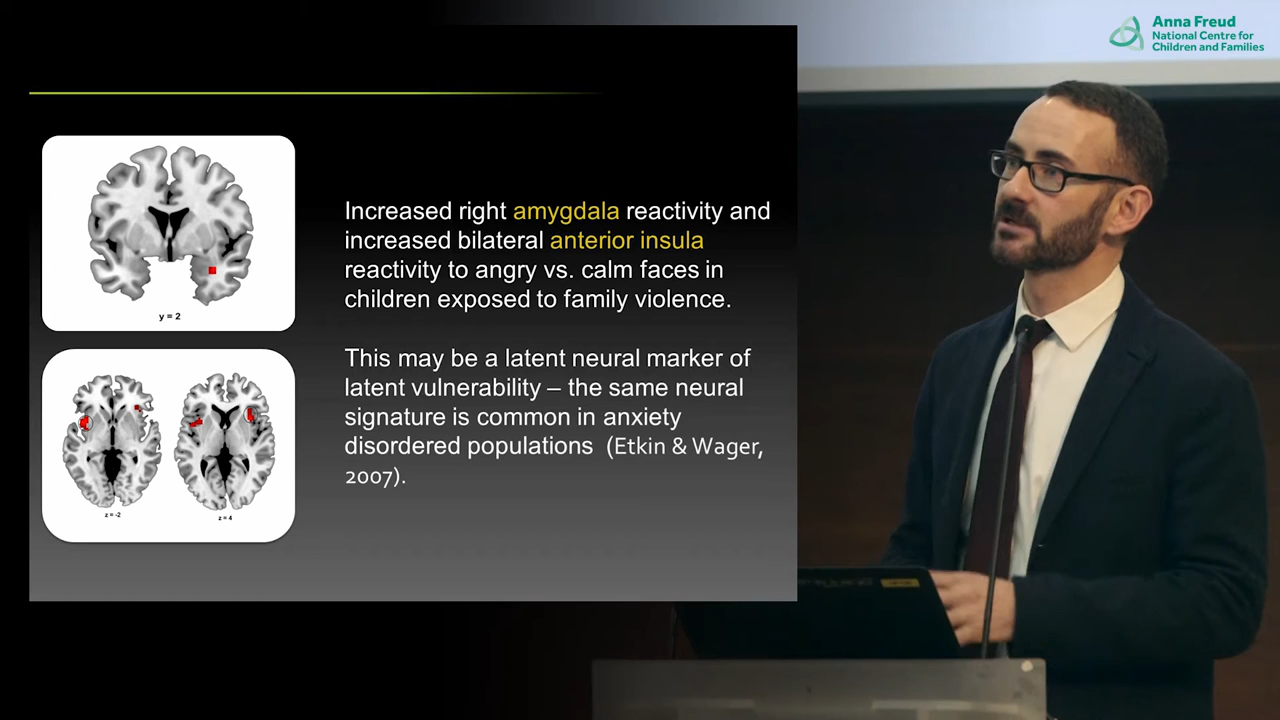 Anna Freud
National Centre for
Children and Families
y = 2
Increased right amygdala reactivity and
increased bilateral anterior insula
reactivity to angry vs. calm faces in
children exposed to family violence.
This may be a latent neural marker of
latent vulnerability – the same neural
signature is common in anxiety
disordered populations (Etkin & Wager,
2007).
z = -2
z = 4